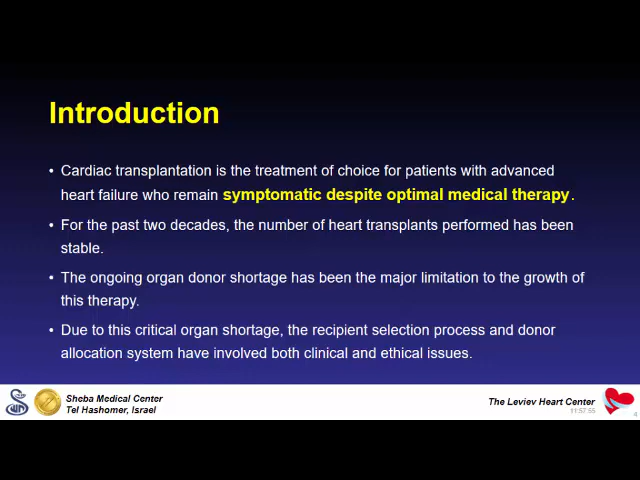 Introduction
• Cardiac transplantation is the treatment of choice for patients with advanced
heart failure who remain symptomatic despite optimal medical therapy.
• For the past two decades, the number of heart transplants performed has been
stable.
• The ongoing organ donor shortage has been the major limitation to the growth of
this therapy.
• Due to this critical organ shortage, the recipient selection process and donor
allocation system have involved both clinical and ethical issues.
Sheba Medical Center
Tel Hashomer, Israel
The Leviev Heart Center
11:57:55
4